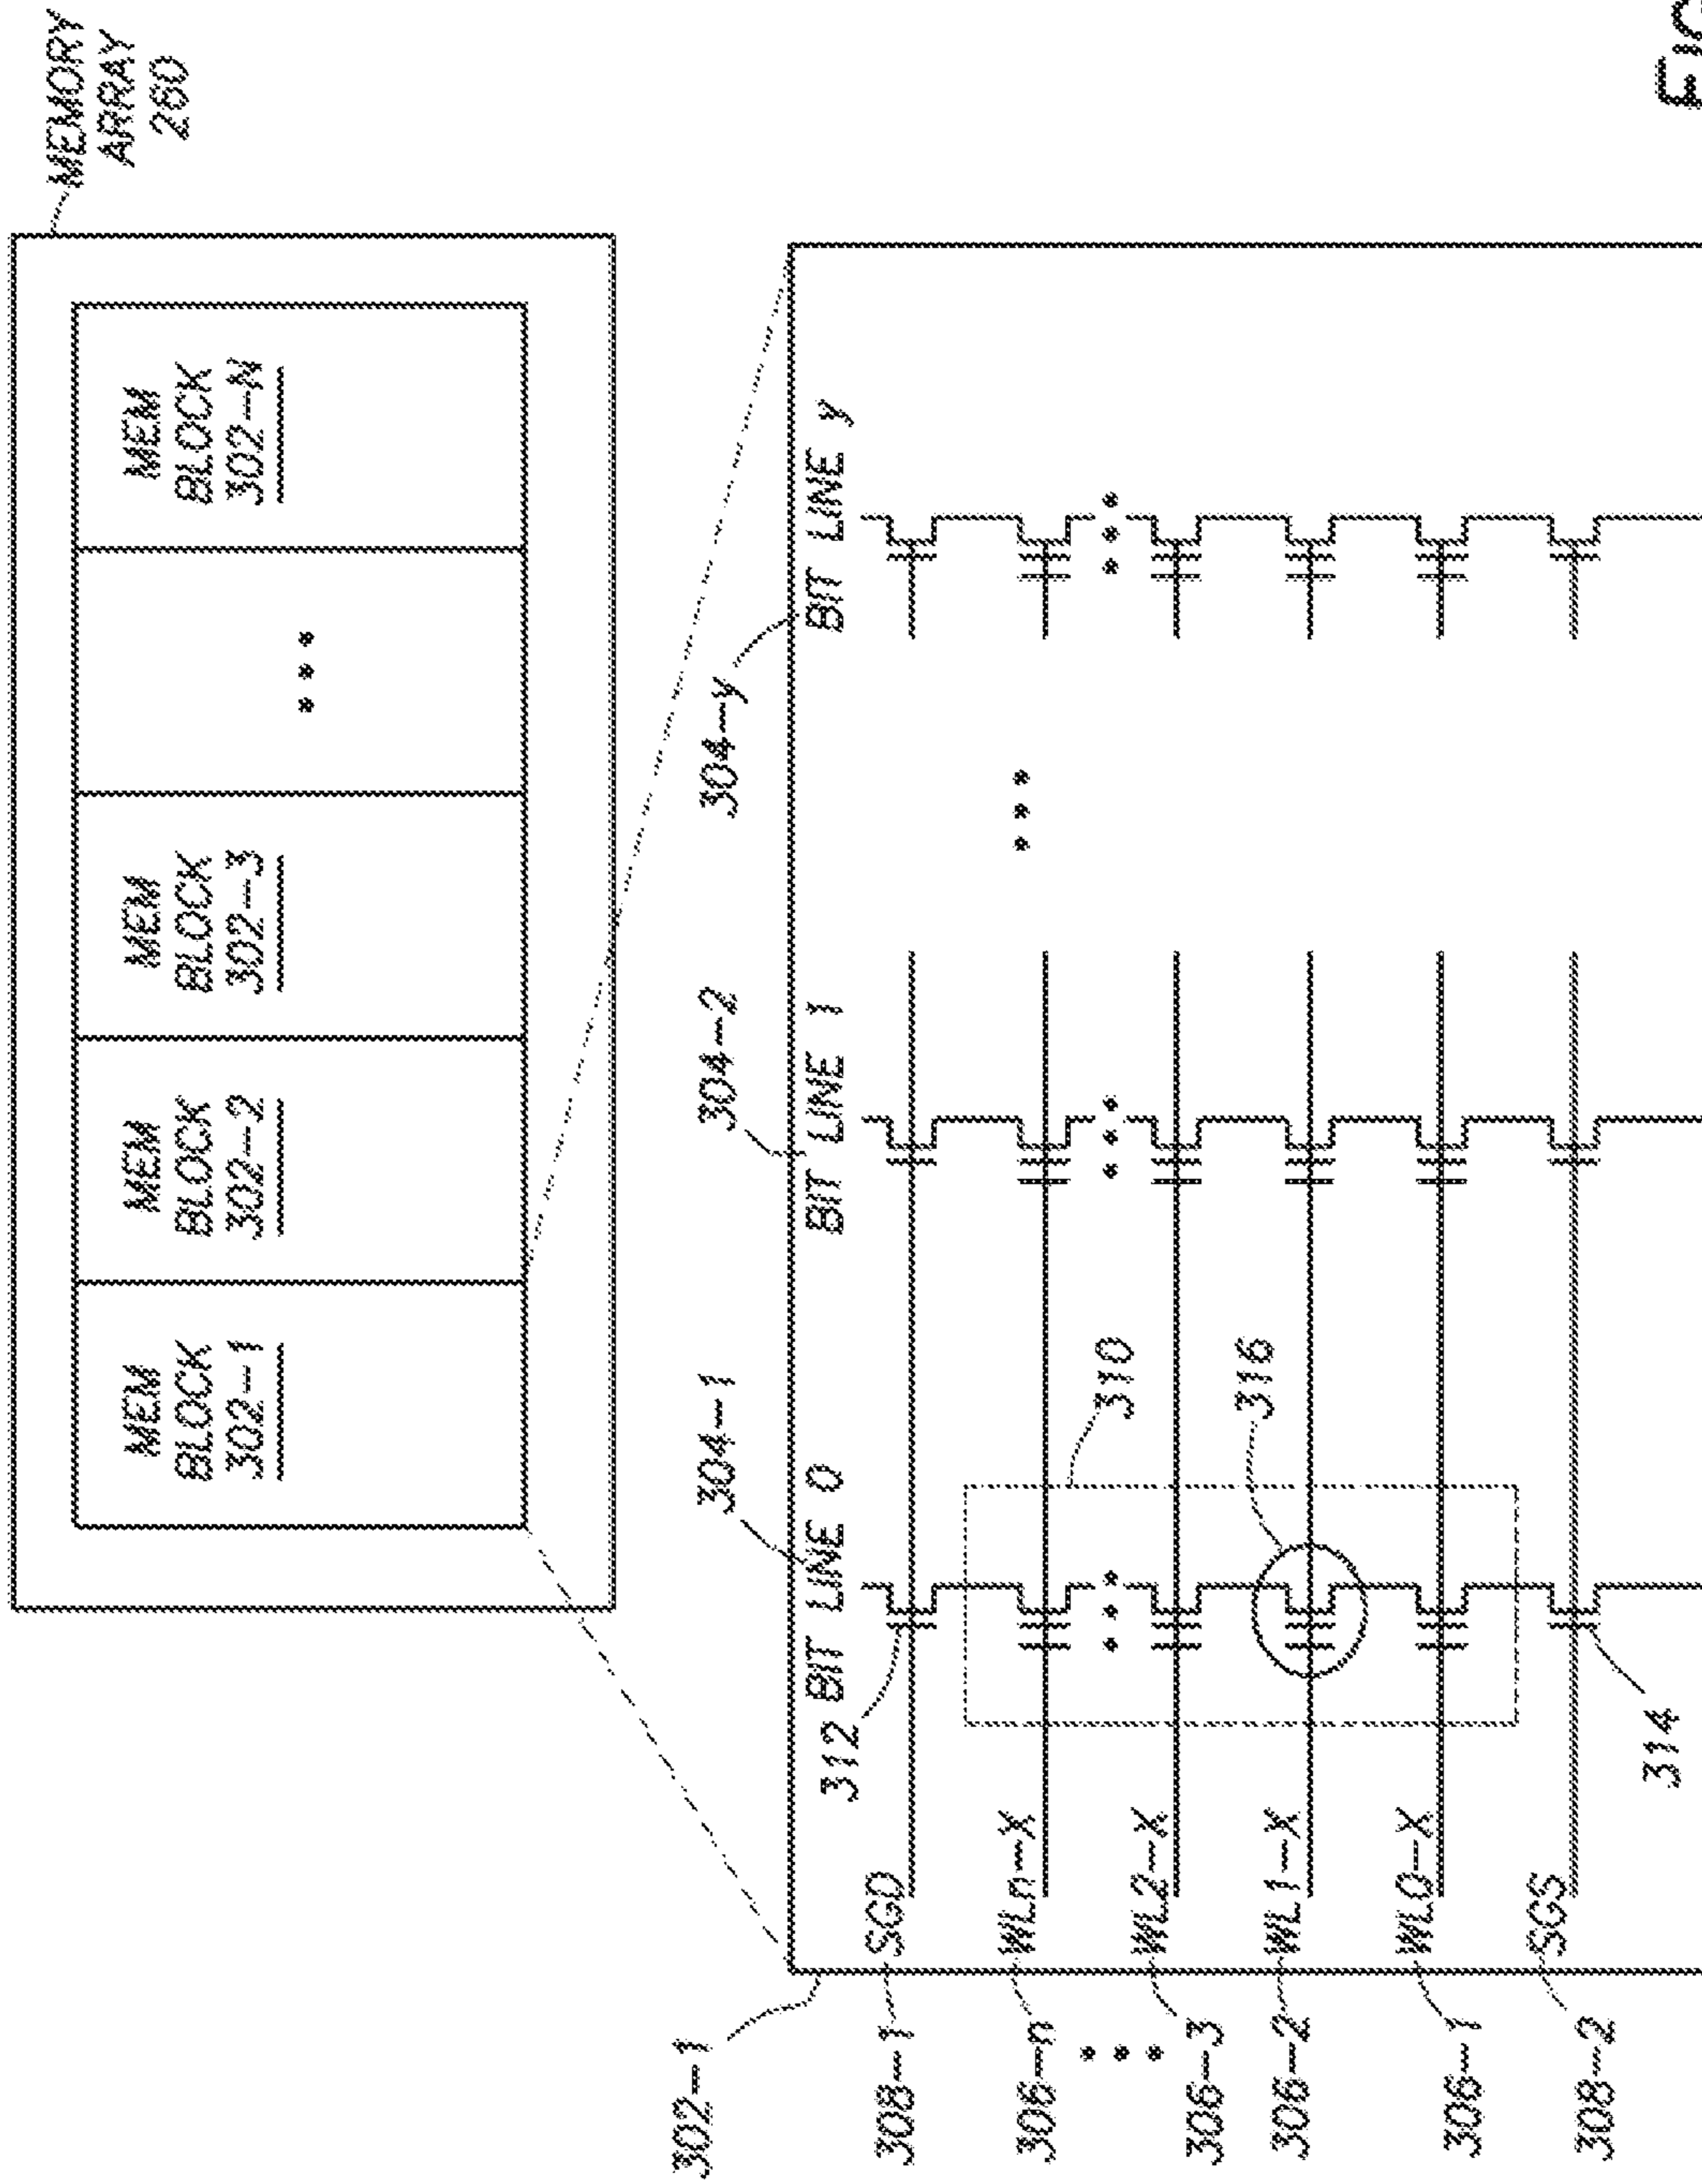 MEMORY
ARRAY
260
MEM
BLOCK
302-1
MEM
BLOCK
302-2
MEM
BLOCK
302-3
MEM
BLOCK
302-N
302-1
304-1
304-2
304-y
312
BIT LINE 0
BIT LINE 1
BIT LINE y
308-1
SGD
306-n
WLn-X
310
306-3
WL2-X
316
306-2
WL1-X
306-1
WL0-X
308-2
SGS
314